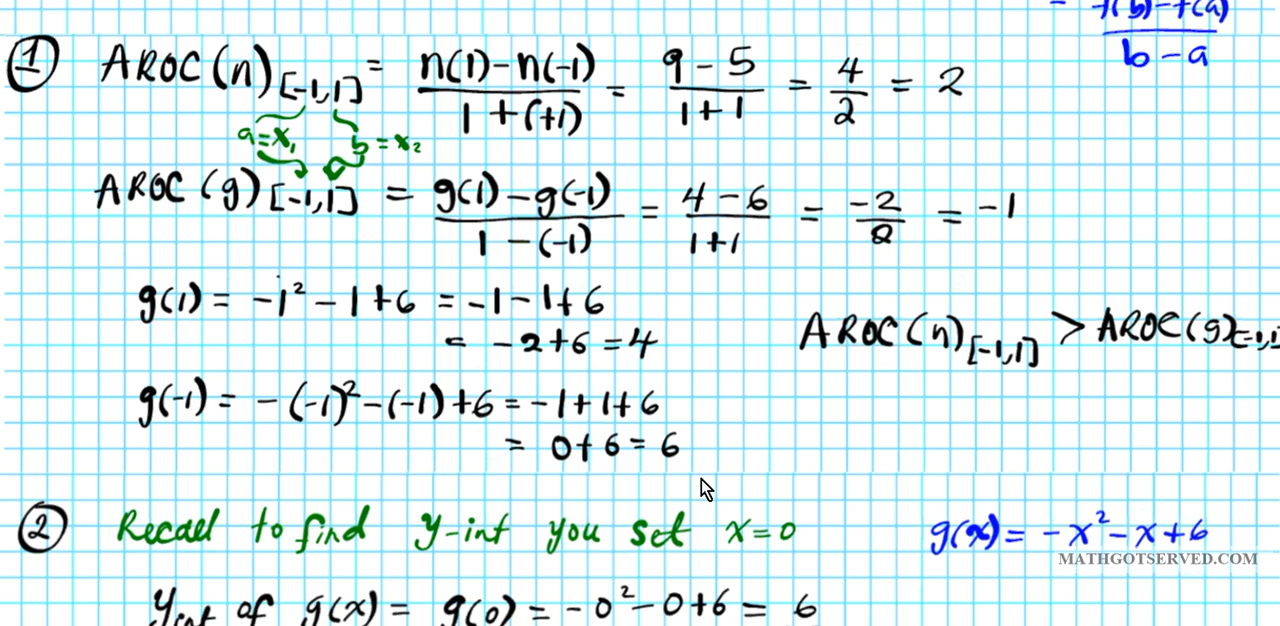 = f(b)-f(a) / b-a
① AROC(n)[-1,1] = n(1)-n(-1) / 1+(+1) = 9-5 / 1+1 = 4/2 = 2
a=x₁ b=x₂
AROC(g)[-1,1] = g(1)-g(-1) / 1-(-1) = 4-6 / 1+1 = -2/2 = -1
g(1) = -1²-1+6 = -1-1+6
= -2+6 = 4
AROC(n)[-1,1] > AROC(g)[-1,1
g(-1) = -(-1)²-(-1)+6 = -1+1+6
= 0+6 = 6
② Recall to find y-int you set x=0 g(x) = -x²-x+6
MATHGOTSERVED.COM
Yint of g(x) = g(0) = -0²-0+6 = 6